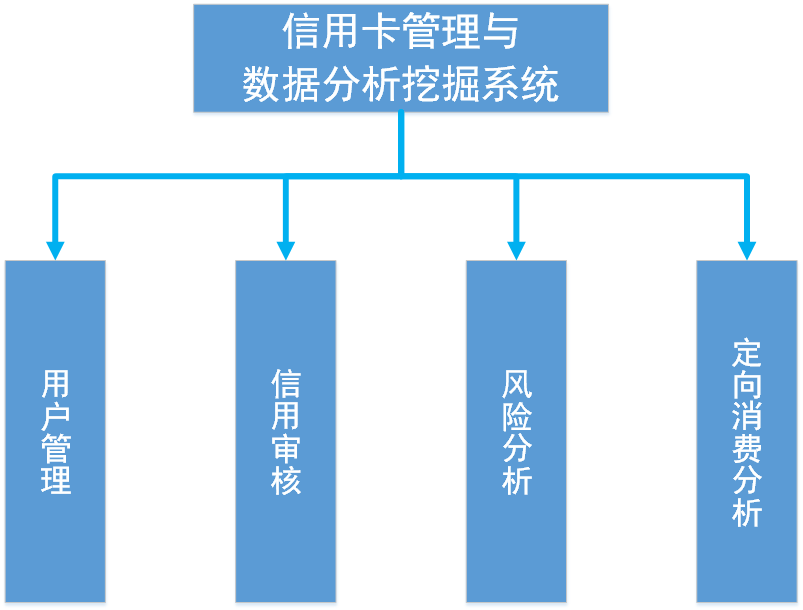 信用卡管理与
数据分析挖掘系统
用户管理
信用审核
风险分析
定向消费分析